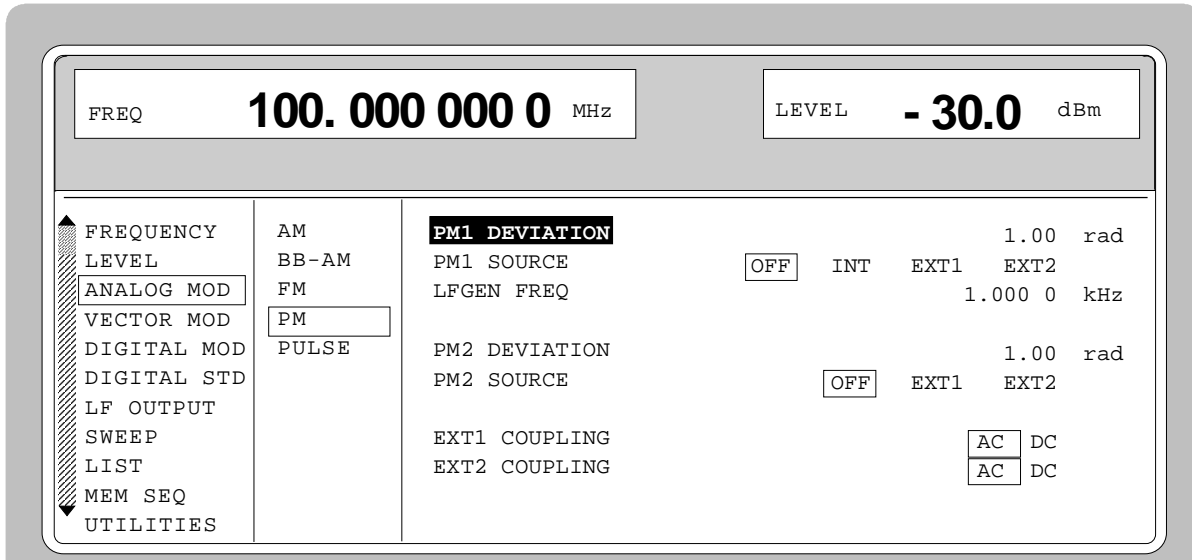 FREQ 100. 000 000 0 MHz LEVEL - 30.0 dBm
FREQUENCY AM PM1 DEVIATION 1.00 rad
LEVEL BB-AM PM1 SOURCE OFF INT EXT1 EXT2
ANALOG MOD FM LFGEN FREQ 1.000 0 kHz
VECTOR MOD PM
DIGITAL MOD PULSE PM2 DEVIATION 1.00 rad
DIGITAL STD PM2 SOURCE OFF EXT1 EXT2
LF OUTPUT
SWEEP EXT1 COUPLING AC DC
LIST EXT2 COUPLING AC DC
MEM SEQ
UTILITIES